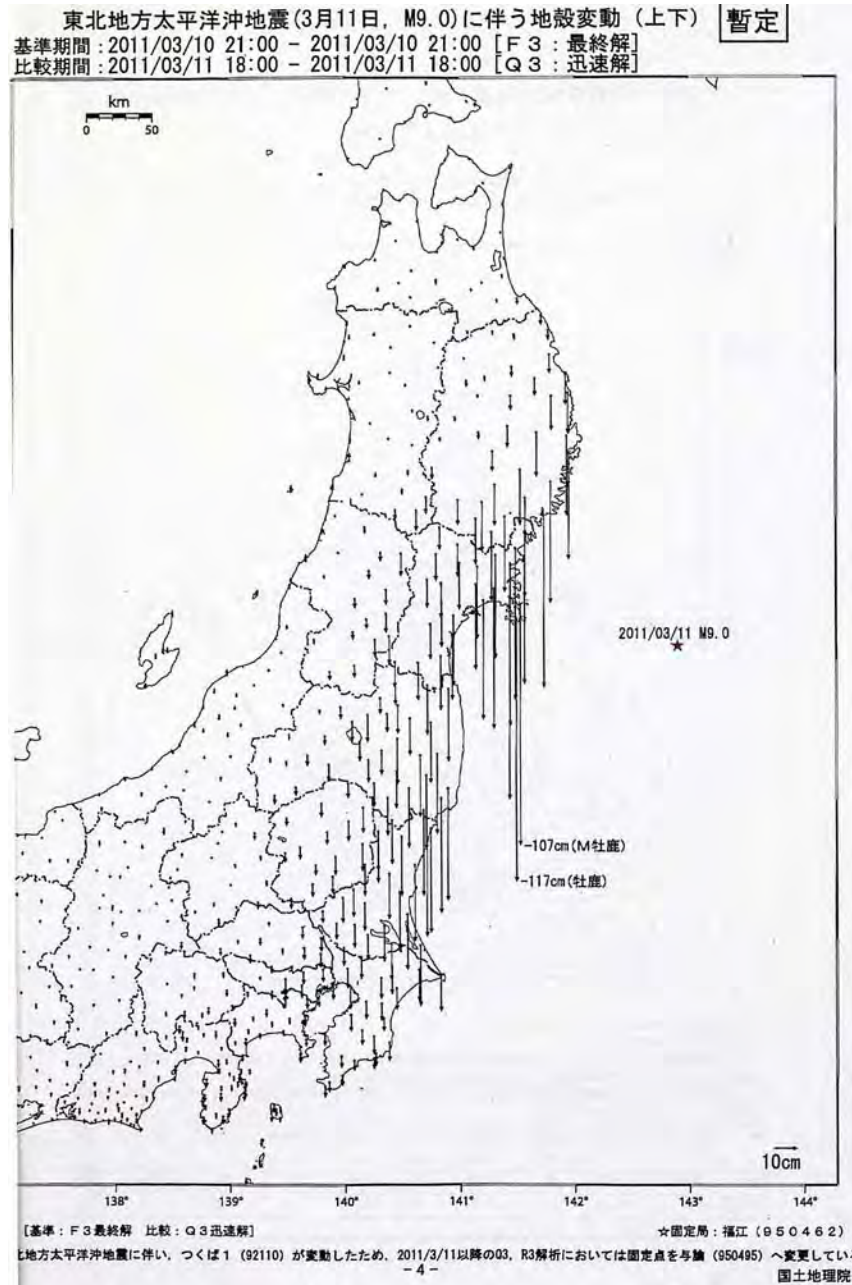 東北地方太平洋沖地震(3月11日, M9.0)に伴う地殻変動(上下) 暫定
基準期間:2011/03/10 21:00 - 2011/03/10 21:00 [F3:最終解]
比較期間:2011/03/11 18:00 - 2011/03/11 18:00 [Q3:迅速解]
km
0 50
2011/03/11 M9.0
★
-107cm(M牡鹿)
-117cm(牡鹿)
10cm
138° 139° 140° 141° 142° 143° 144°
[基準:F3最終解 比較:Q3迅速解] ☆固定局:福江(950462)
北地方太平洋沖地震に伴い、つくば1(92110)が変動したため、2011/3/11以降のQ3, R3解析においては固定点を与論(950495)へ変更してい
-4-
国土地理院